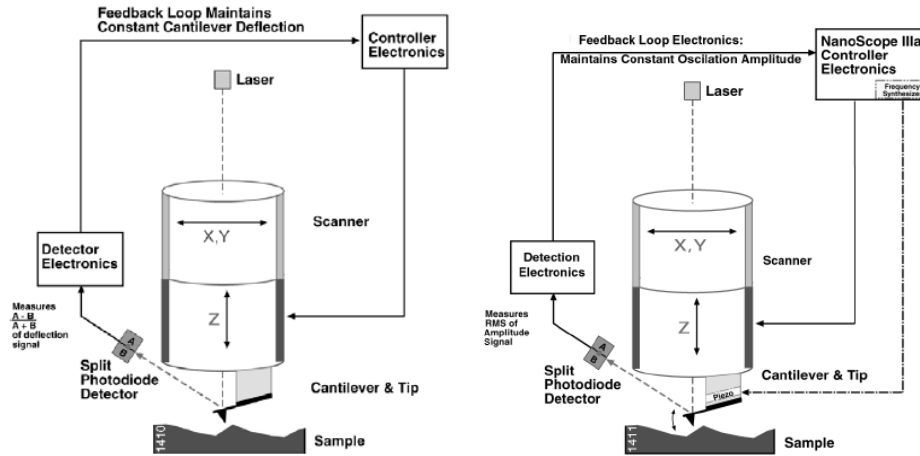 Feedback Loop Maintains
Constant Cantilever Deflection
Controller
Electronics
Laser
X,Y
Scanner
Detector
Electronics
Z
Measures
A - B
A + B
of deflection
signal
A
B
Split
Photodiode
Detector
Cantilever & Tip
1410
Sample
Feedback Loop Electronics:
Maintains Constant Oscilation Amplitude
NanoScope IIIa
Controller
Electronics
Frequency
Synthesize
Laser
X,Y
Scanner
Detection
Electronics
Z
Measures
RMS of
Amplitude
Signal
A
B
Split
Photodiode
Detector
Cantilever & Tip
Piezo
1411
Sample